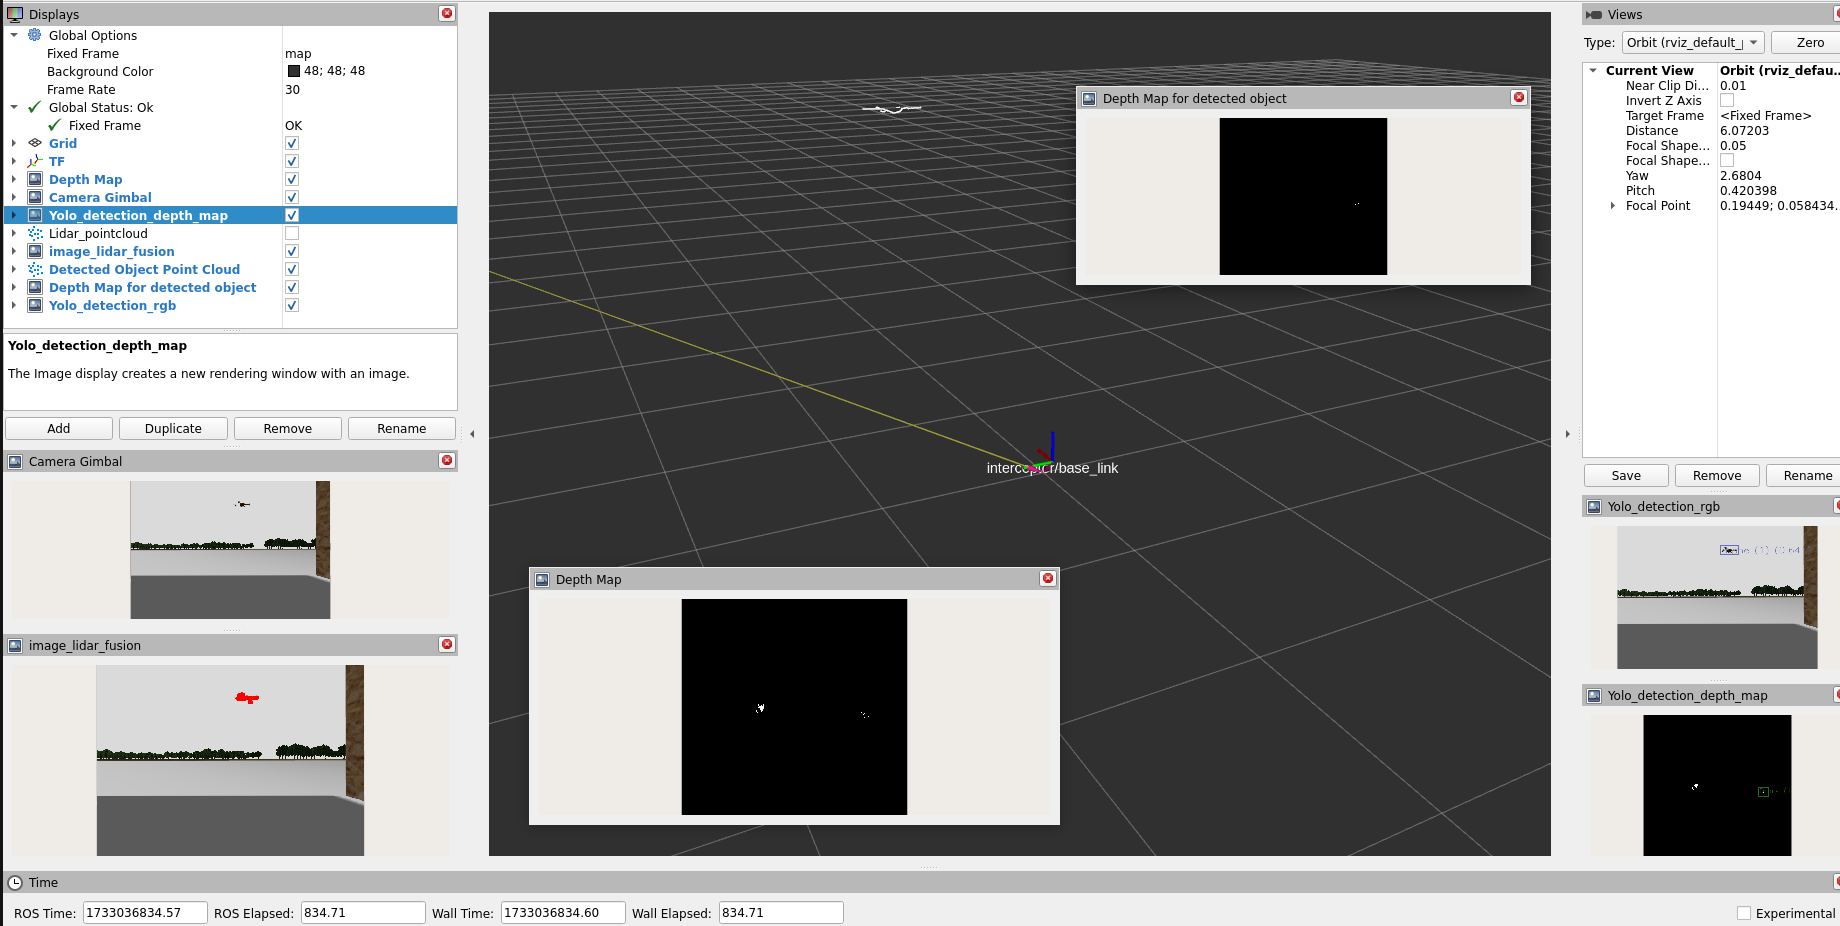 Displays
Global Options
Fixed Frame map
Background Color 48; 48; 48
Frame Rate 30
Global Status: Ok
Fixed Frame OK
Grid
TF
Depth Map
Camera Gimbal
Yolo_detection_depth_map
Lidar_pointcloud
image_lidar_fusion
Detected Object Point Cloud
Depth Map for detected object
Yolo_detection_rgb
Yolo_detection_depth_map
The Image display creates a new rendering window with an image.
Add Duplicate Remove Rename
Camera Gimbal
image_lidar_fusion
Depth Map for detected object
interceptor/base_link
Depth Map
Views
Type: Orbit (rviz_default_ Zero
Current View Orbit (rviz_defau...
Near Clip Di... 0.01
Invert Z Axis
Target Frame <Fixed Frame>
Distance 6.07203
Focal Shape... 0.05
Focal Shape...
Yaw 2.6804
Pitch 0.420398
Focal Point 0.19449; 0.058434...
Save Remove Rename
Yolo_detection_rgb
Yolo_detection_depth_map
Time
ROS Time: 1733036834.57 ROS Elapsed: 834.71 Wall Time: 1733036834.60 Wall Elapsed: 834.71 Experimental